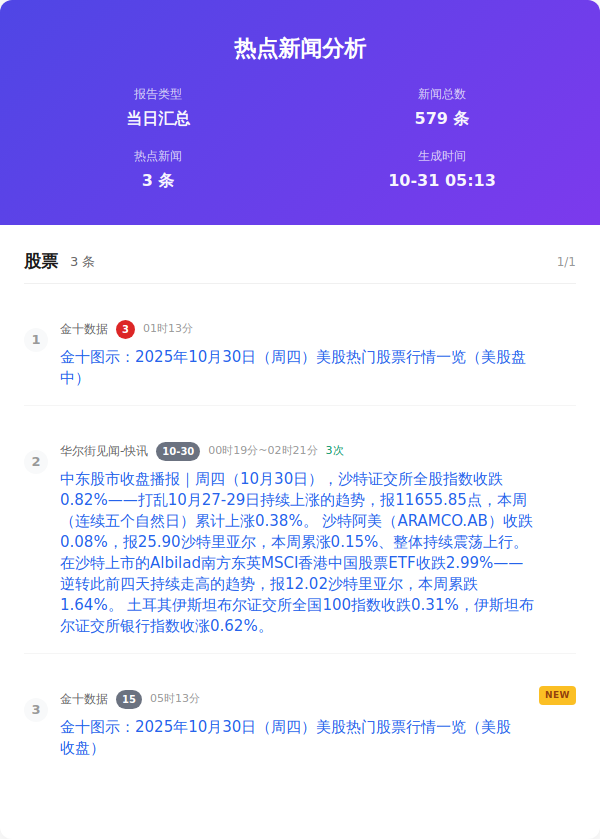 热点新闻分析
报告类型
新闻总数
当日汇总
579 条
热点新闻
生成时间
3 条
10-31 05:13
股票 3 条 1/1
1 金十数据 3 01时13分
金十图示：2025年10月30日（周四）美股热门股票行情一览（美股盘
中）
2 华尔街见闻-快讯 10-30 00时19分~02时21分 3次
中东股市收盘播报｜周四（10月30日），沙特证交所全股指数收跌
0.82%——打乱10月27-29日持续上涨的趋势，报11655.85点，本周
（连续五个自然日）累计上涨0.38%。 沙特阿美（ARAMCO.AB）收跌
0.08%，报25.90沙特里亚尔，本周累涨0.15%、整体持续震荡上行。
在沙特上市的Albilad南方东英MSCI香港中国股票ETF收跌2.99%——
逆转此前四天持续走高的趋势，报12.02沙特里亚尔，本周累跌
1.64%。 土耳其伊斯坦布尔证交所全国100指数收跌0.31%，伊斯坦布
尔证交所银行指数收涨0.62%。
3 金十数据 15 05时13分 NEW
金十图示：2025年10月30日（周四）美股热门股票行情一览（美股
收盘）